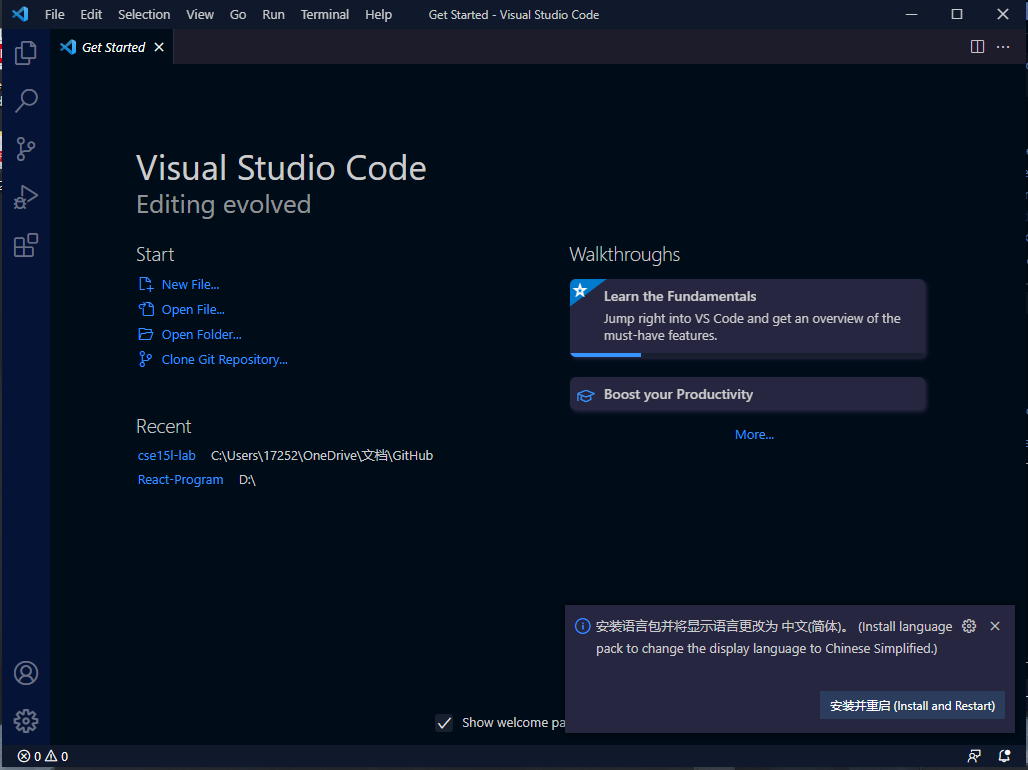 File Edit Selection View Go Run Terminal Help Get Started - Visual Studio Code
Get Started
Visual Studio Code
Editing evolved
Start
New File...
Open File...
Open Folder...
Clone Git Repository...
Recent
cse15l-lab C:\Users\17252\OneDrive\文档\GitHub
React-Program D:\
Walkthroughs
Learn the Fundamentals
Jump right into VS Code and get an overview of the
must-have features.
Boost your Productivity
More...
安装语言包并将显示语言更改为 中文(简体)。 (Install language
pack to change the display language to Chinese Simplified.)
安装并重启 (Install and Restart)
Show welcome pa
0 0